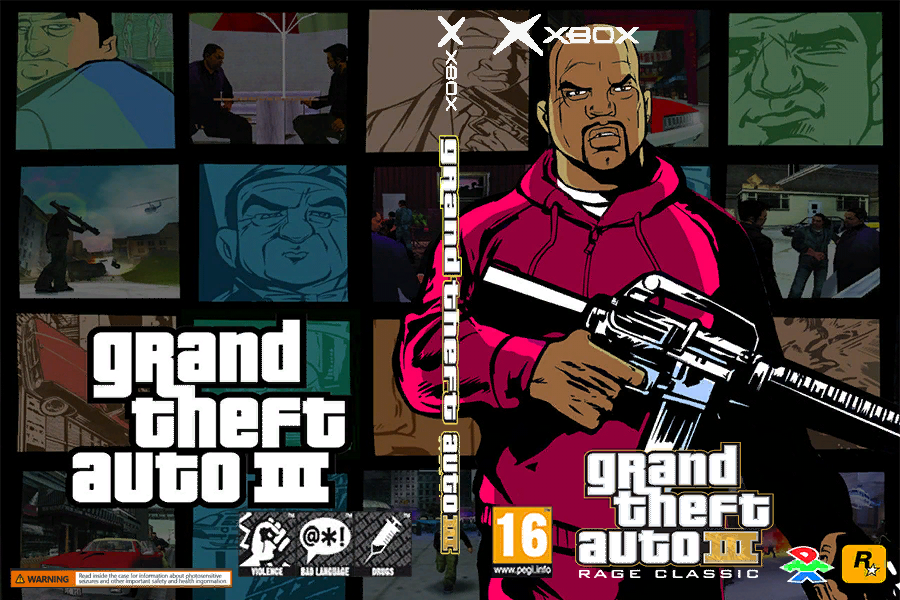 grand
theft
auto III
VIOLENCE
BAD LANGUAGE
DRUGS
@*!
WARNING
Read inside the case for information about photosensitive
seizures and other important safety and health ingormation
XBOX
grand theft auto III
XBOX
16
www.pegi.info
grand
theft
auto III
RAGE CLASSIC
R